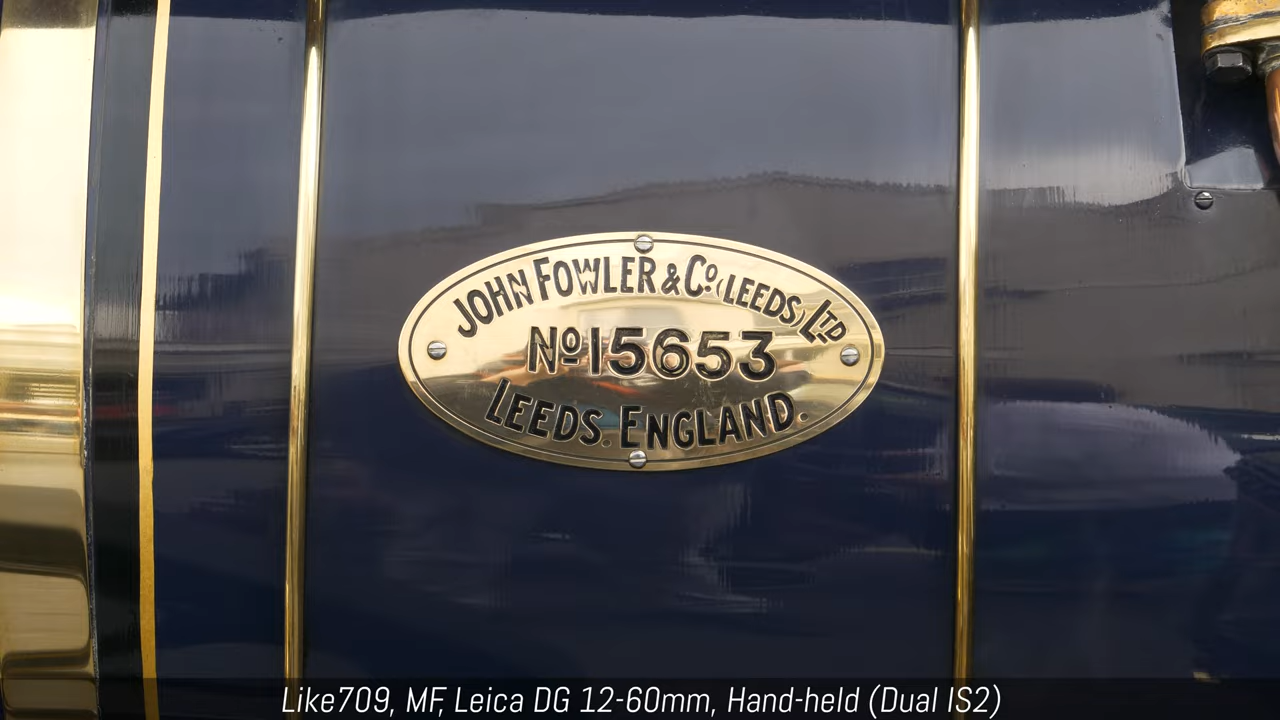 JOHN FOWLER & Co. (LEEDS) LTD
No 15653
LEEDS. ENGLAND.
Like709, MF, Leica DG 12-60mm, Hand-held (Dual IS2)